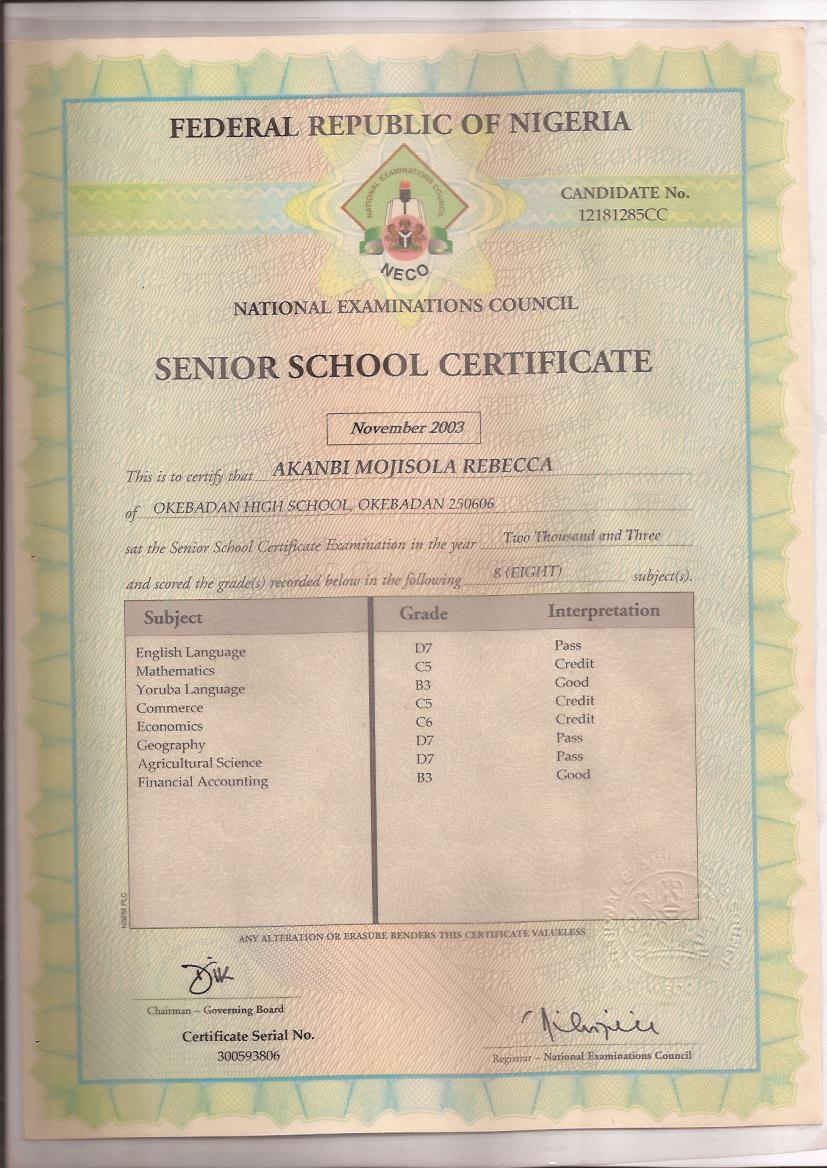 FEDERAL REPUBLIC OF NIGERIA
NATIONAL EXAMINATIONS COUNCIL
NECO
CANDIDATE No.
12181285CC
NATIONAL EXAMINATIONS COUNCIL
SENIOR SCHOOL CERTIFICATE
November 2003
This is to certify that AKANBI MOJISOLA REBECCA
of OKEBADAN HIGH SCHOOL, OKEBADAN 250606
sat the Senior School Certificate Examination in the year Two Thousand and Three
and scored the grade(s) recorded below in the following 8 (EIGHT) subject(s).
Subject Grade Interpretation
English Language D7 Pass
Mathematics C5 Credit
Yoruba Language B3 Good
Commerce C5 Credit
Economics C6 Credit
Geography D7 Pass
Agricultural Science D7 Pass
Financial Accounting B3 Good
NSPM PLC
ANY ALTERATION OR ERASURE RENDERS THIS CERTIFICATE VALUELESS
Chairman – Governing Board
Certificate Serial No.
300593806
Registrar – National Examinations Council